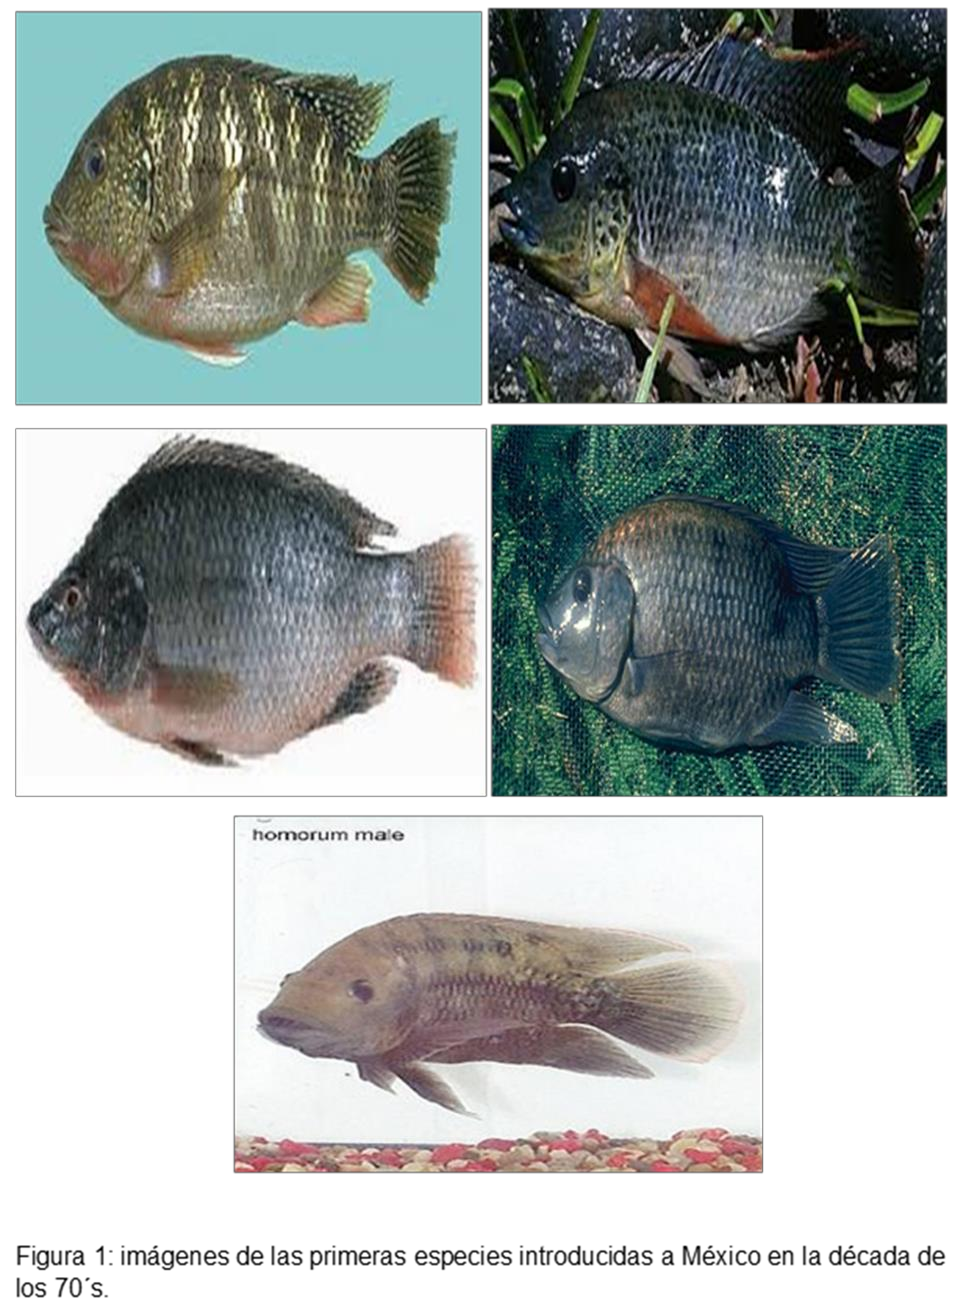 homorum male
Figura 1: imágenes de las primeras especies introducidas a México en la década de
los 70´s.